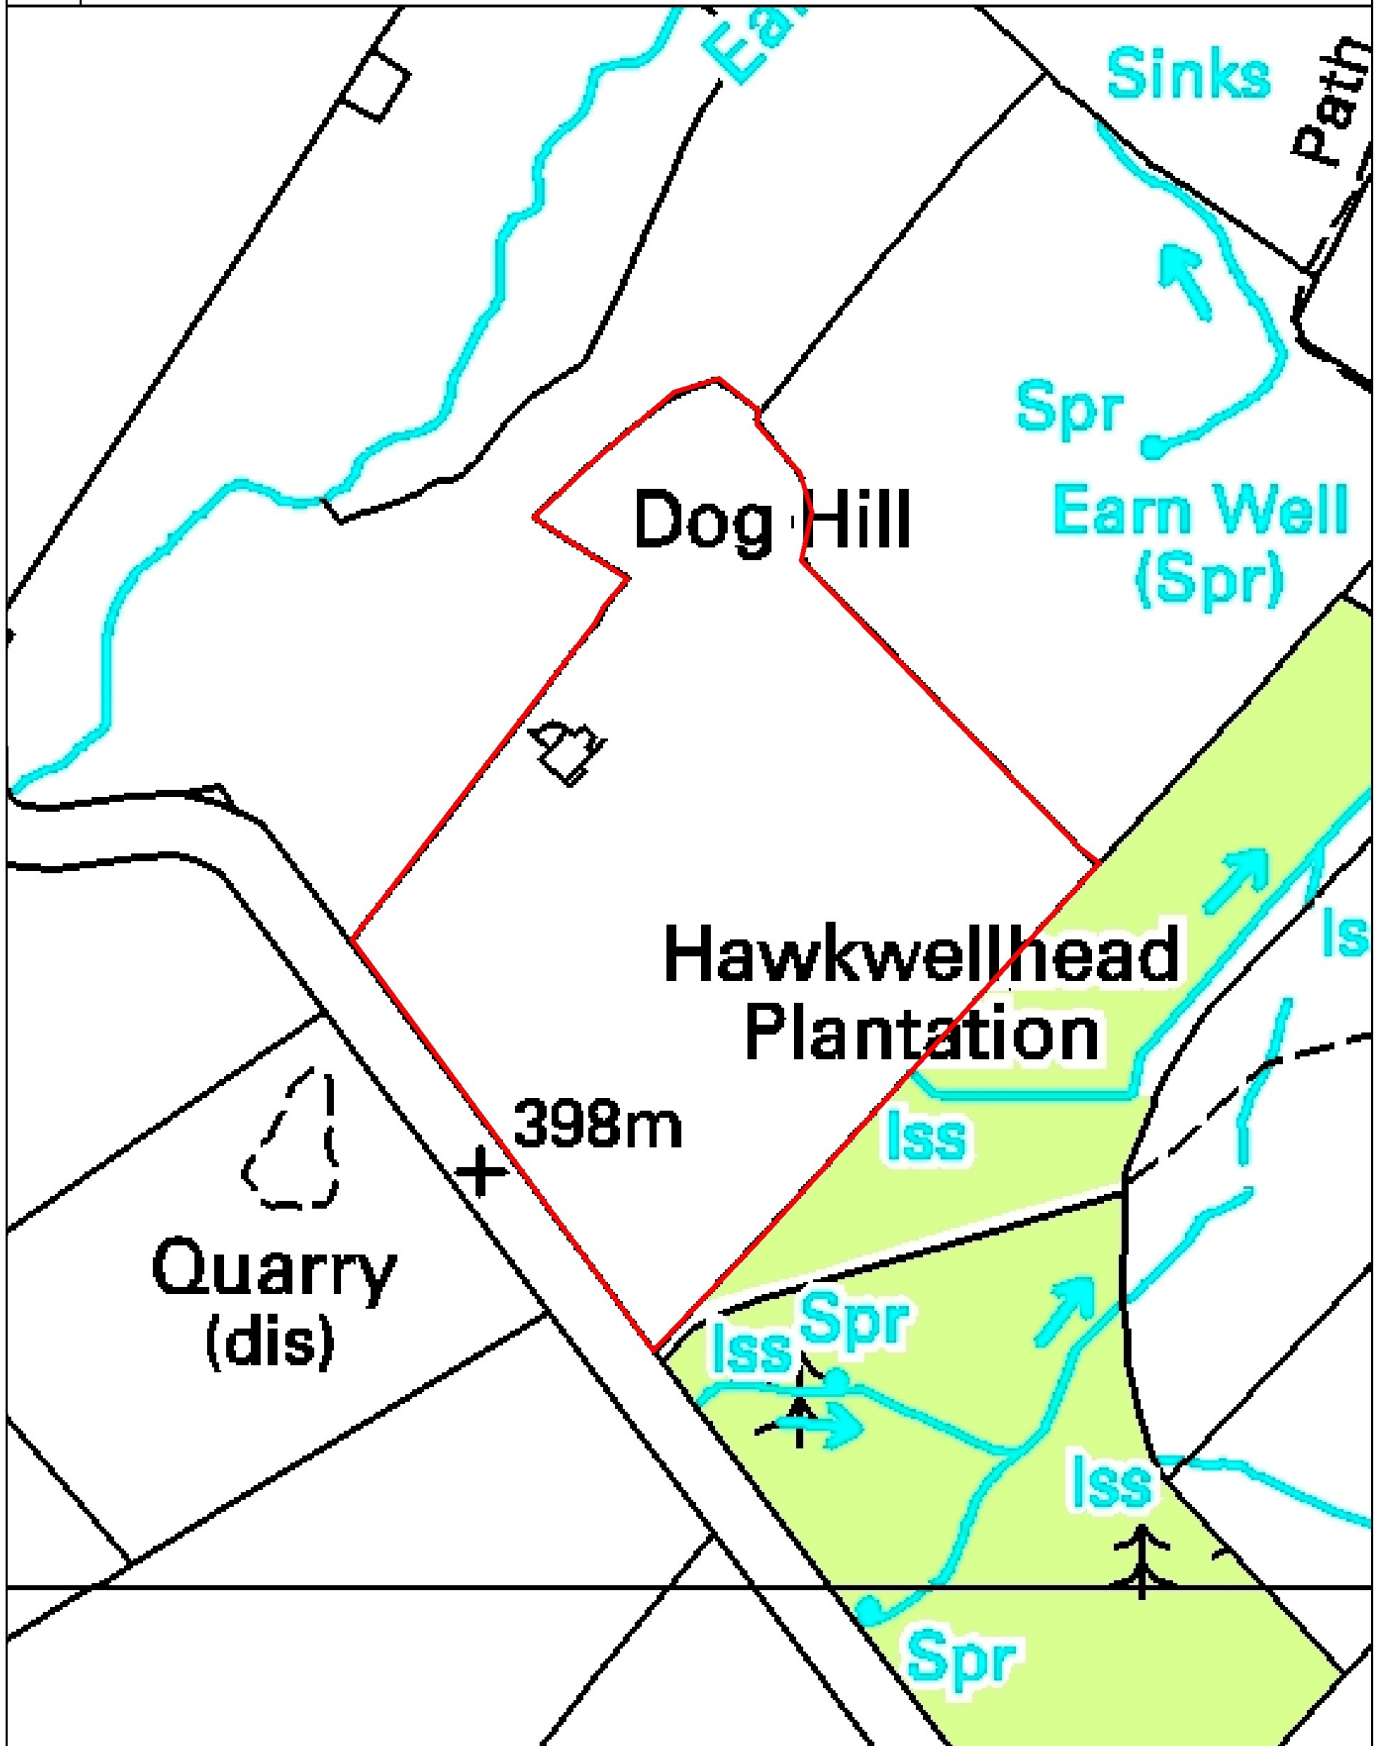 Sinks
Path
Spr
Earn Well
(Spr)
Dog Hill
Hawkwellhead
Plantation
398m
Iss
Quarry
(dis)
Spr
Iss
Iss
Spr